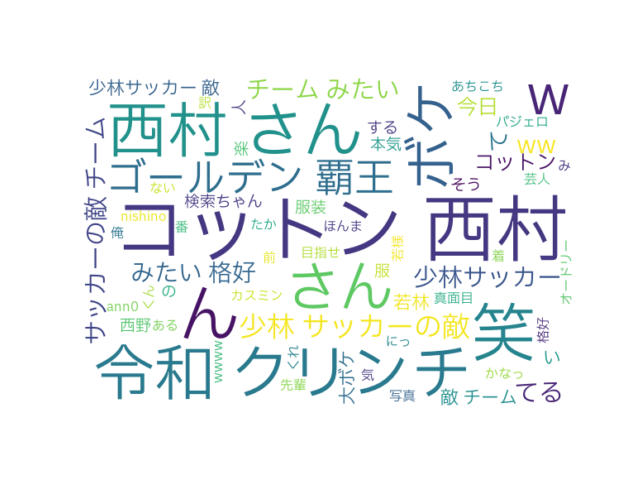 少林サッカー 敵
チーム みたい
あちこち
w
訳
人
西村 さん
ボケ
今日
パジェロ
する
て
ww
サッカーの敵 チーム
楽
本気
コットン
み
ゴールデン 覇王
そう
芸人
ない
検索ちゃん
コットン 西村
nishino
番
服装
たか
ほんま
俺
目指せ
若様
前
着
オードリー
みたい 格好
さん
服
少林サッカー
ann0
くん
の
カスミン
若林
真面目
ん
西野
ある
少林 サッカーの敵
笑
格好
wwww
くれ
大ボケ
にっ
い
令和 クリンチ
気
かなっ
先輩
写真
敵 チーム
てる